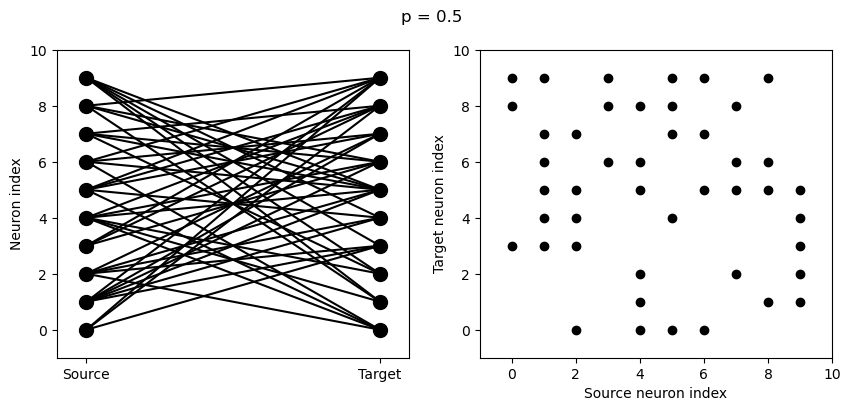 p = 0.5
10
8
6
4
2
0
Neuron index
Source Target
10
8
6
4
2
0
Target neuron index
0 2 4 6 8 10
Source neuron index